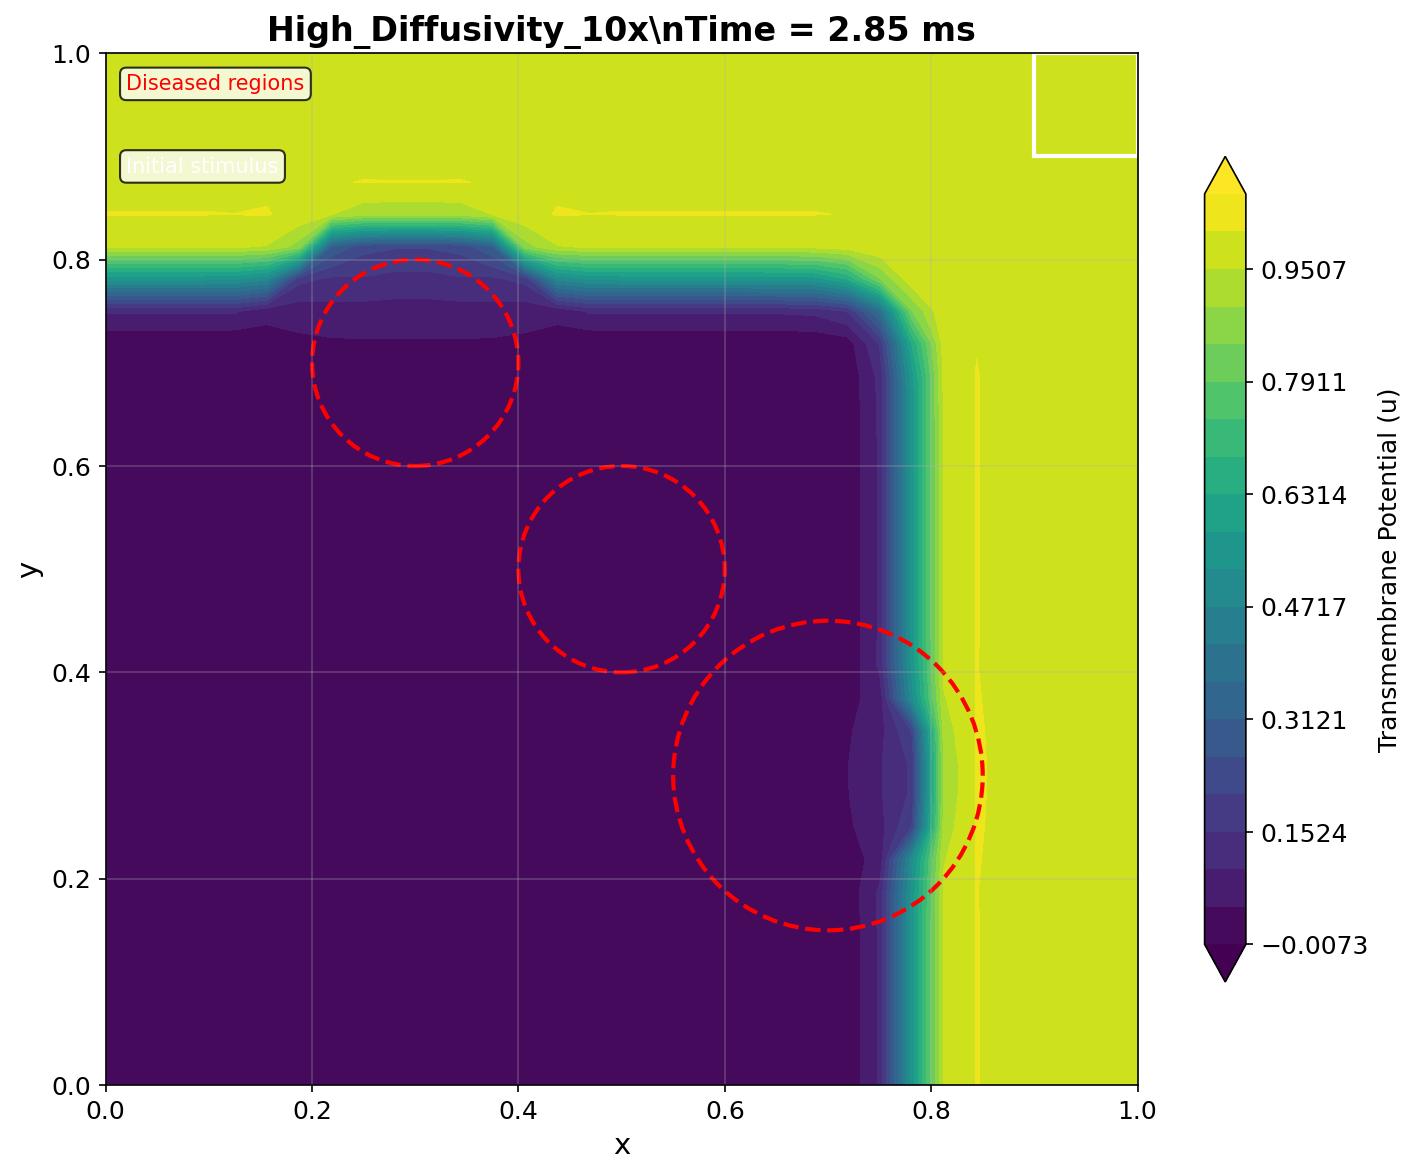 High_Diffusivity_10x\nTime = 2.85 ms
Diseased regions
Initial stimulus
1.0
0.8
0.6
0.4
0.2
0.0
y
0.0 0.2 0.4 0.6 0.8 1.0
x
0.9507
0.7911
0.6314
0.4717
0.3121
0.1524
−0.0073
Transmembrane Potential (u)